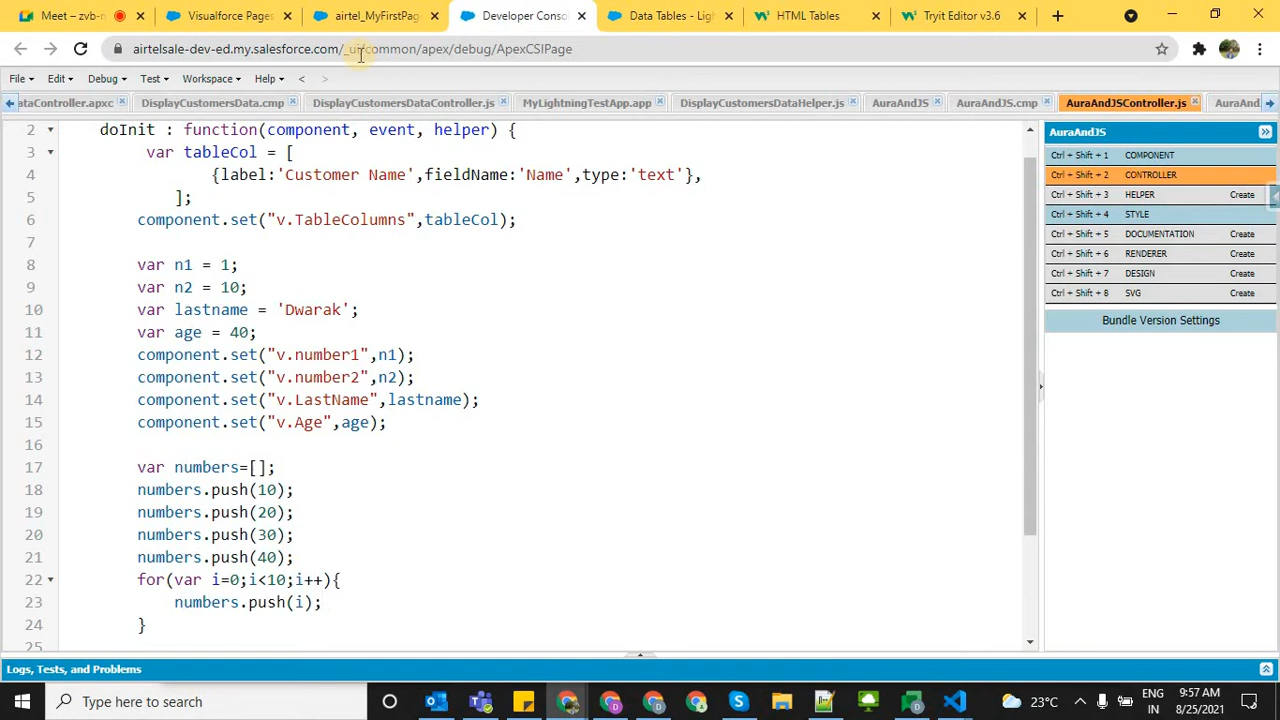 Meet – zvb-n
Visualforce Pages
airtel_MyFirstPag
Developer Conso
Data Tables - Ligh
HTML Tables
Tryit Editor v3.6
airtelsale-dev-ed.my.salesforce.com/_ui/common/apex/debug/ApexCSIPage
File Edit Debug Test Workspace Help < >
ataController.apxc DisplayCustomersData.cmp DisplayCustomersDataController.js MyLightningTestApp.app DisplayCustomersDataHelper.js AuraAndJS AuraAndJS.cmp AuraAndJSController.js AuraAnd.
2 doInit : function(component, event, helper) {
3 var tableCol = [
4 {label:'Customer Name',fieldName:'Name',type:'text'},
5 ];
6 component.set("v.TableColumns",tableCol);
7
8 var n1 = 1;
9 var n2 = 10;
10 var lastname = 'Dwarak';
11 var age = 40;
12 component.set("v.number1",n1);
13 component.set("v.number2",n2);
14 component.set("v.LastName",lastname);
15 component.set("v.Age",age);
16
17 var numbers=[];
18 numbers.push(10);
19 numbers.push(20);
20 numbers.push(30);
21 numbers.push(40);
22 for(var i=0;i<10;i++){
23 numbers.push(i);
24 }
25
AuraAndJS
Ctrl + Shift + 1 COMPONENT
Ctrl + Shift + 2 CONTROLLER
Ctrl + Shift + 3 HELPER Create
Ctrl + Shift + 4 STYLE
Ctrl + Shift + 5 DOCUMENTATION Create
Ctrl + Shift + 6 RENDERER Create
Ctrl + Shift + 7 DESIGN Create
Ctrl + Shift + 8 SVG Create
Bundle Version Settings
Logs, Tests, and Problems
Type here to search
23°C
ENG
IN
9:57 AM
8/25/2021